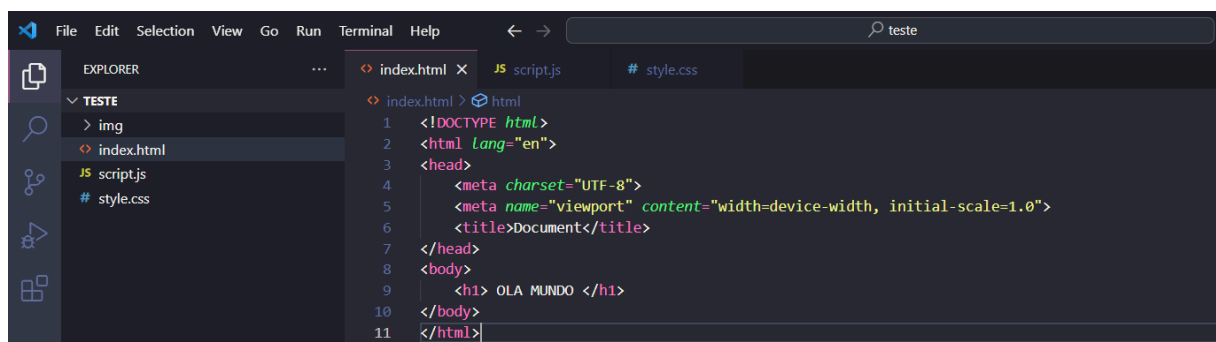 File Edit Selection View Go Run Terminal Help teste
EXPLORER ... index.html JS script.js # style.css
TESTE index.html > html
img
index.html
JS script.js
# style.css
1 <!DOCTYPE html>
2 <html lang="en">
3 <head>
4 <meta charset="UTF-8">
5 <meta name="viewport" content="width=device-width, initial-scale=1.0">
6 <title>Document</title>
7 </head>
8 <body>
9 <h1> OLA MUNDO </h1>
10 </body>
11 </html>